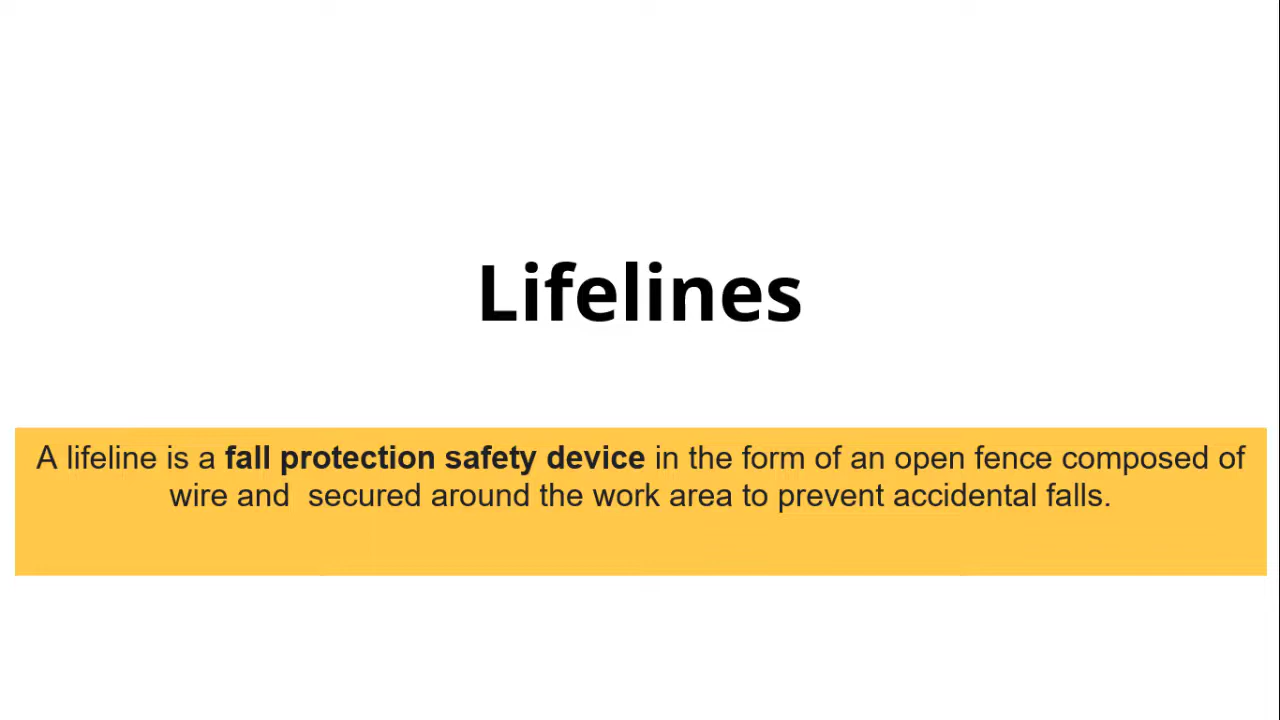 Lifelines
A lifeline is a fall protection safety device in the form of an open fence composed of
wire and  secured around the work area to prevent accidental falls.